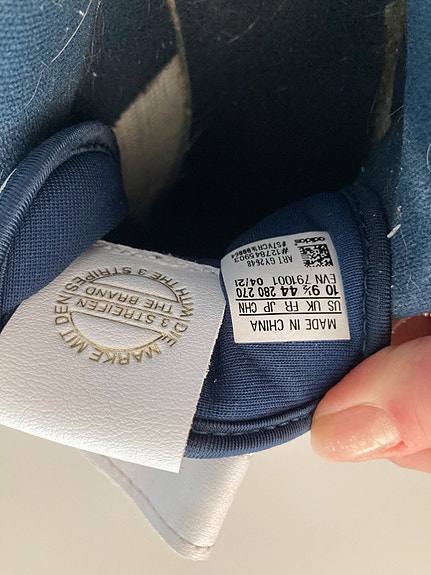 DIE MARKE MIT DEN
3 STREIFEN
THE BRAND
WITH THE 3 STRIPES
MADE IN CHINA
US UK FR JP CHN
10 9½ 44 280 270
EVN 791001 04/21
ART GY2648
adidas